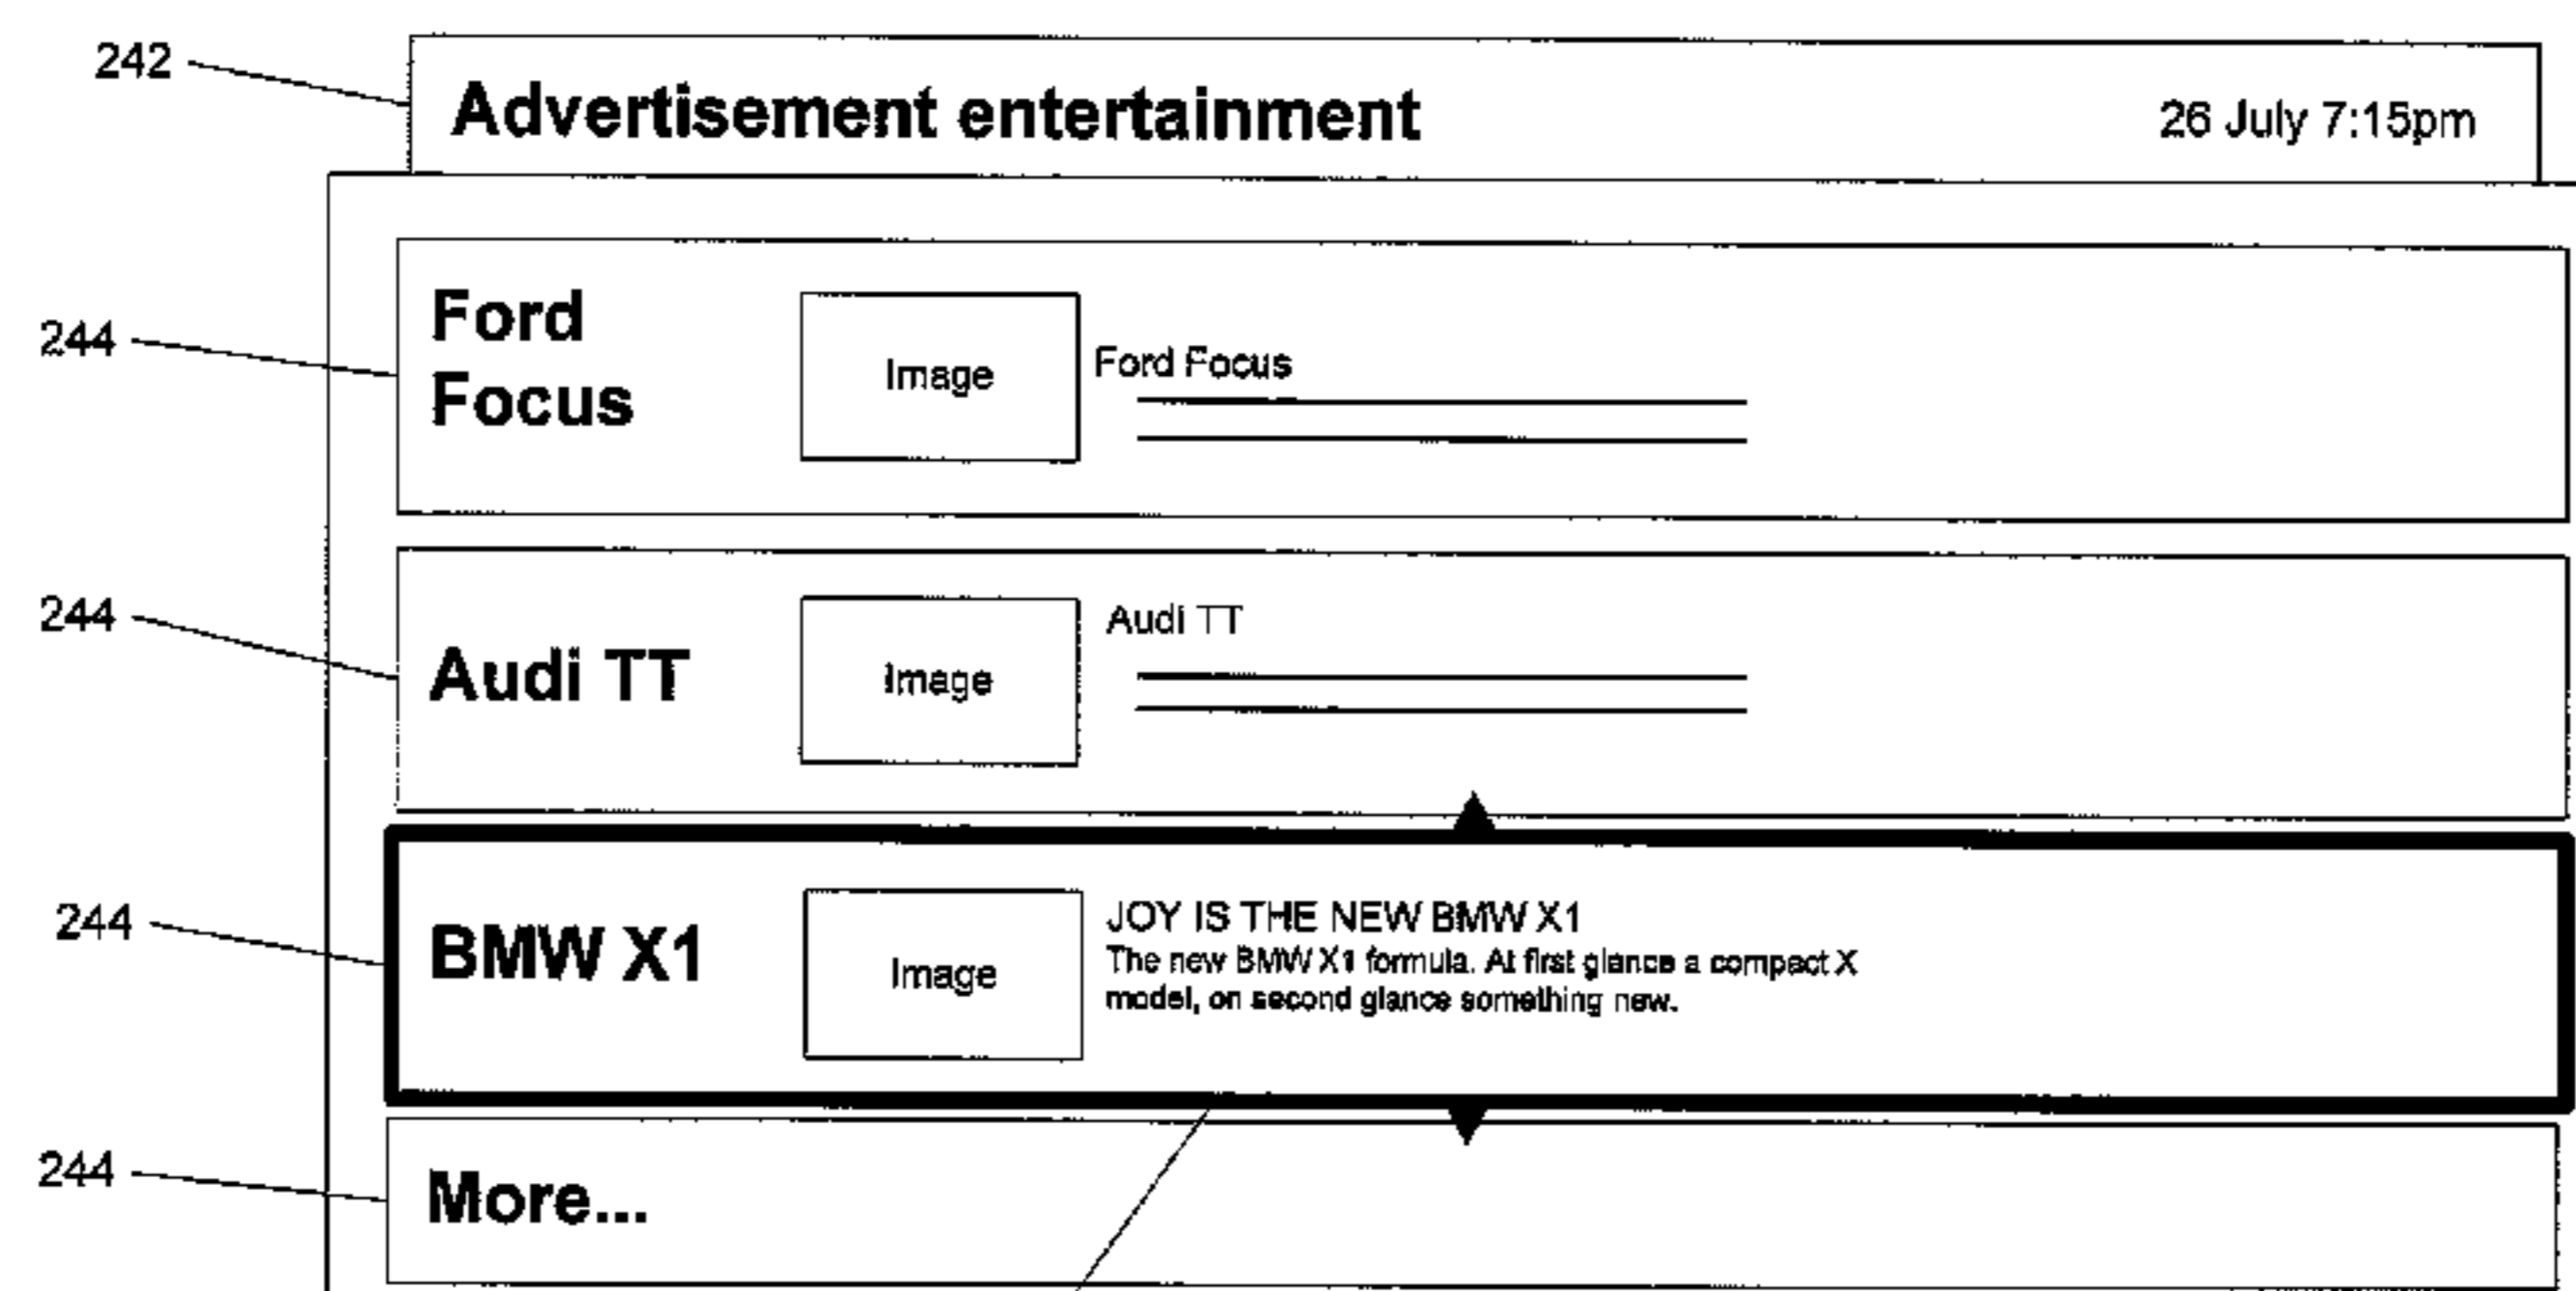 242
Advertisement entertainment
26 July 7:15pm
244
Ford
Focus
Image
Ford Focus
244
Audi TT
Image
Audi TT
244
BMW X1
Image
JOY IS THE NEW BMW X1
The new BMW X1 formula. At first glance a compact X
model, on second glance something new.
244
More...